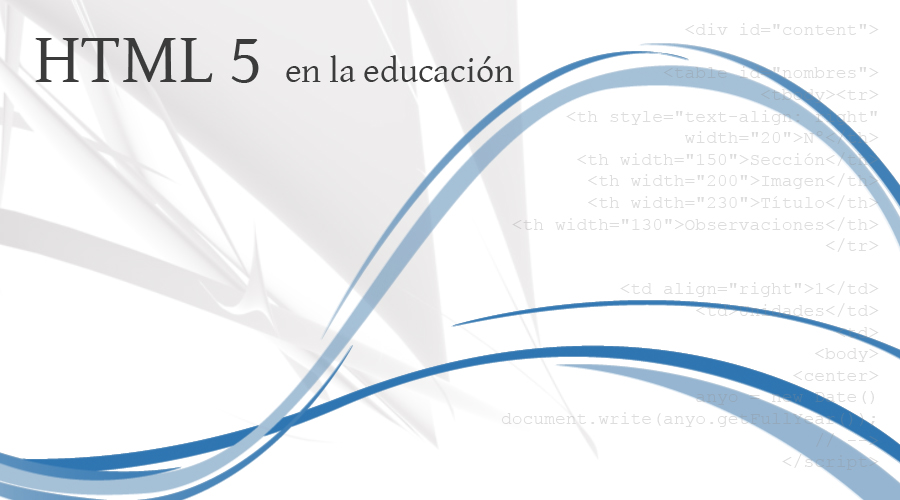 HTML 5 en la educación
<div id="content">
<table id="nombres">
<tbody><tr>
<th style="text-align: right"
width="20">Nº</th>
<th width="150">Sección</th>
<th width="200">Imagen</th>
<th width="230">Título</th>
<th width="130">Observaciones</th>
</tr>
<td align="right">1</td>
<td>Unidades</td>
<body>
<center>
anyo = new Date()
document.write(anyo.getFullYear());
</script>